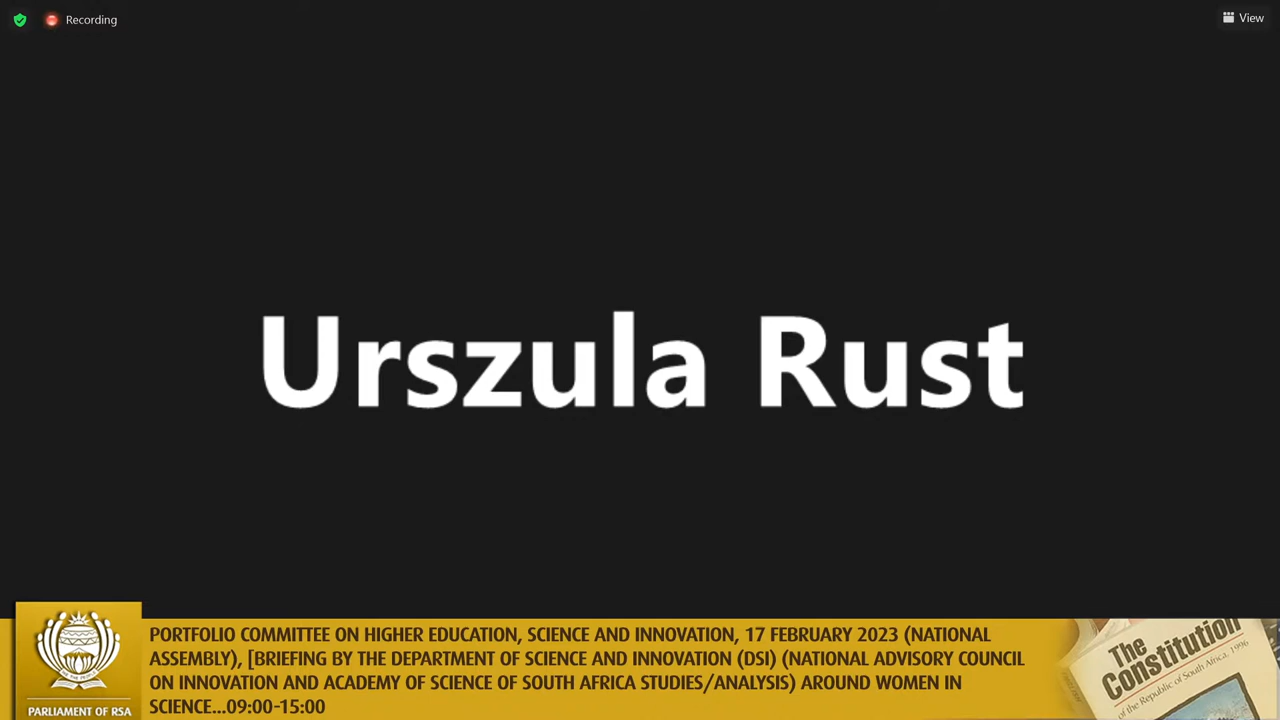 Recording
View
Urszula Rust
PORTFOLIO COMMITTEE ON HIGHER EDUCATION, SCIENCE AND INNOVATION, 17 FEBRUARY 2023 (NATIONAL
ASSEMBLY), [BRIEFING BY THE DEPARTMENT OF SCIENCE AND INNOVATION (DSI) (NATIONAL ADVISORY COUNCIL
ON INNOVATION AND ACADEMY OF SCIENCE OF SOUTH AFRICA STUDIES/ANALYSIS) AROUND WOMEN IN
SCIENCE...09:00-15:00
PARLIAMENT OF RSA
The
Constitution
of the Republic of South Africa, 1996